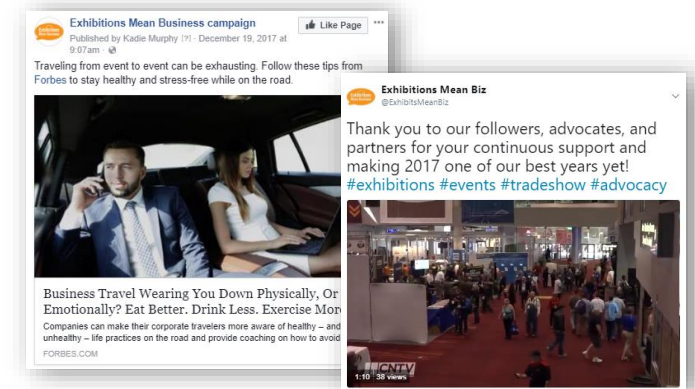 Exhibitions Mean Business campaign
Like Page
Published by Kadie Murphy [?] · December 19, 2017 at
9:07am ·
Traveling from event to event can be exhausting. Follow these tips from
Forbes to stay healthy and stress-free while on the road.
Business Travel Wearing You Down Physically, Or
Emotionally? Eat Better. Drink Less. Exercise More
Companies can make their corporate travelers more aware of healthy – and
unhealthy – life practices on the road and provide coaching on how to avoid
FORBES.COM
Exhibitions Mean Biz
@ExhibitsMeanBiz
Thank you to our followers, advocates, and
partners for your continuous support and
making 2017 one of our best years yet!
#exhibitions #events #tradeshow #advocacy
CNTV
1:10 38 views